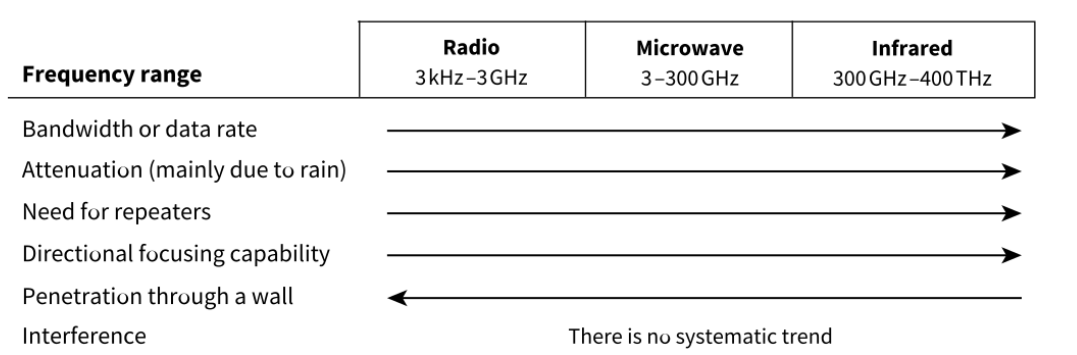 Radio Microwave Infrared
Frequency range 3 kHz–3 GHz 3–300 GHz 300 GHz–400 THz
Bandwidth or data rate
Attenuation (mainly due to rain)
Need for repeaters
Directional focusing capability
Penetration through a wall
Interference There is no systematic trend